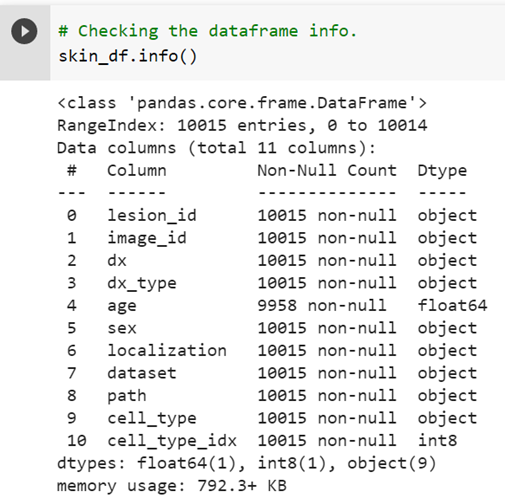 # Checking the dataframe info.
skin_df.info()
<class 'pandas.core.frame.DataFrame'>
RangeIndex: 10015 entries, 0 to 10014
Data columns (total 11 columns):
 #   Column         Non-Null Count  Dtype
---  ------         --------------  -----
 0   lesion_id      10015 non-null  object
 1   image_id       10015 non-null  object
 2   dx             10015 non-null  object
 3   dx_type        10015 non-null  object
 4   age            9958 non-null   float64
 5   sex            10015 non-null  object
 6   localization   10015 non-null  object
 7   dataset        10015 non-null  object
 8   path           10015 non-null  object
 9   cell_type      10015 non-null  object
 10  cell_type_idx  10015 non-null  int8
dtypes: float64(1), int8(1), object(9)
memory usage: 792.3+ KB